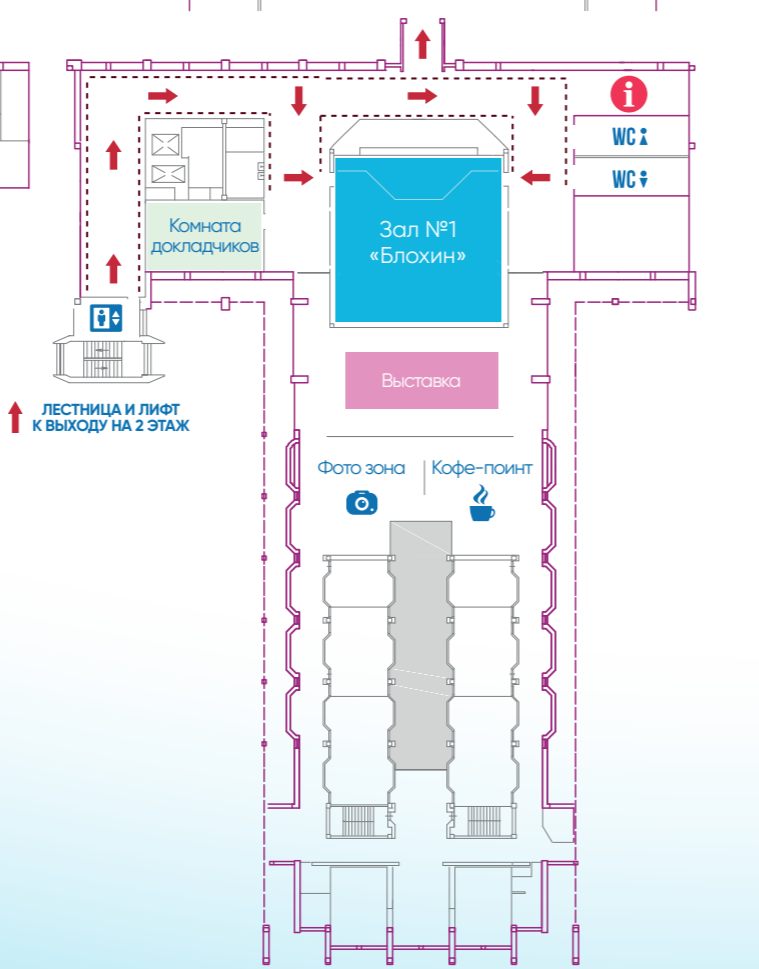 i
WC
WC
Комната
докладчиков
Зал №1
«Блохин»
Выставка
ЛЕСТНИЦА И ЛИФТ
К ВЫХОДУ НА 2 ЭТАЖ
Фото зона
Кофе-поинт